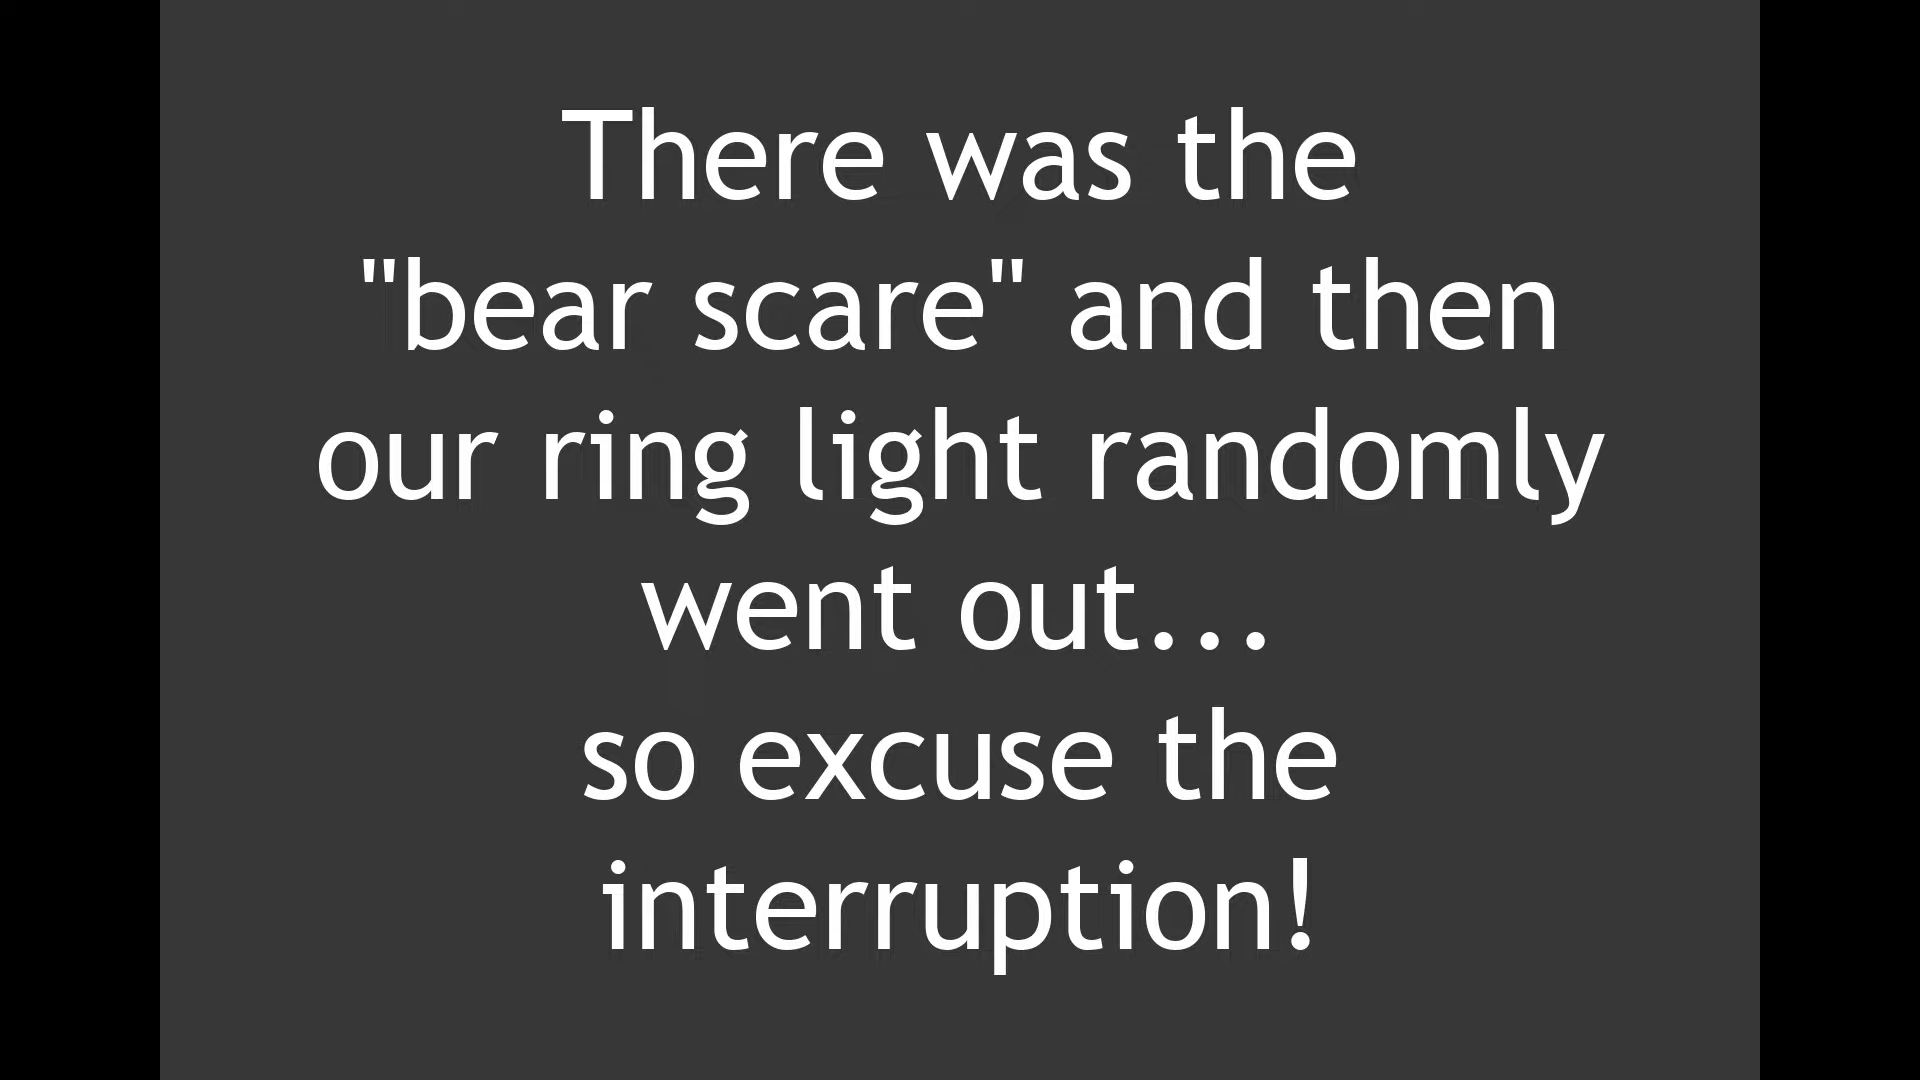 There was the
"bear scare" and then
our ring light randomly
went out...
so excuse the
interruption!